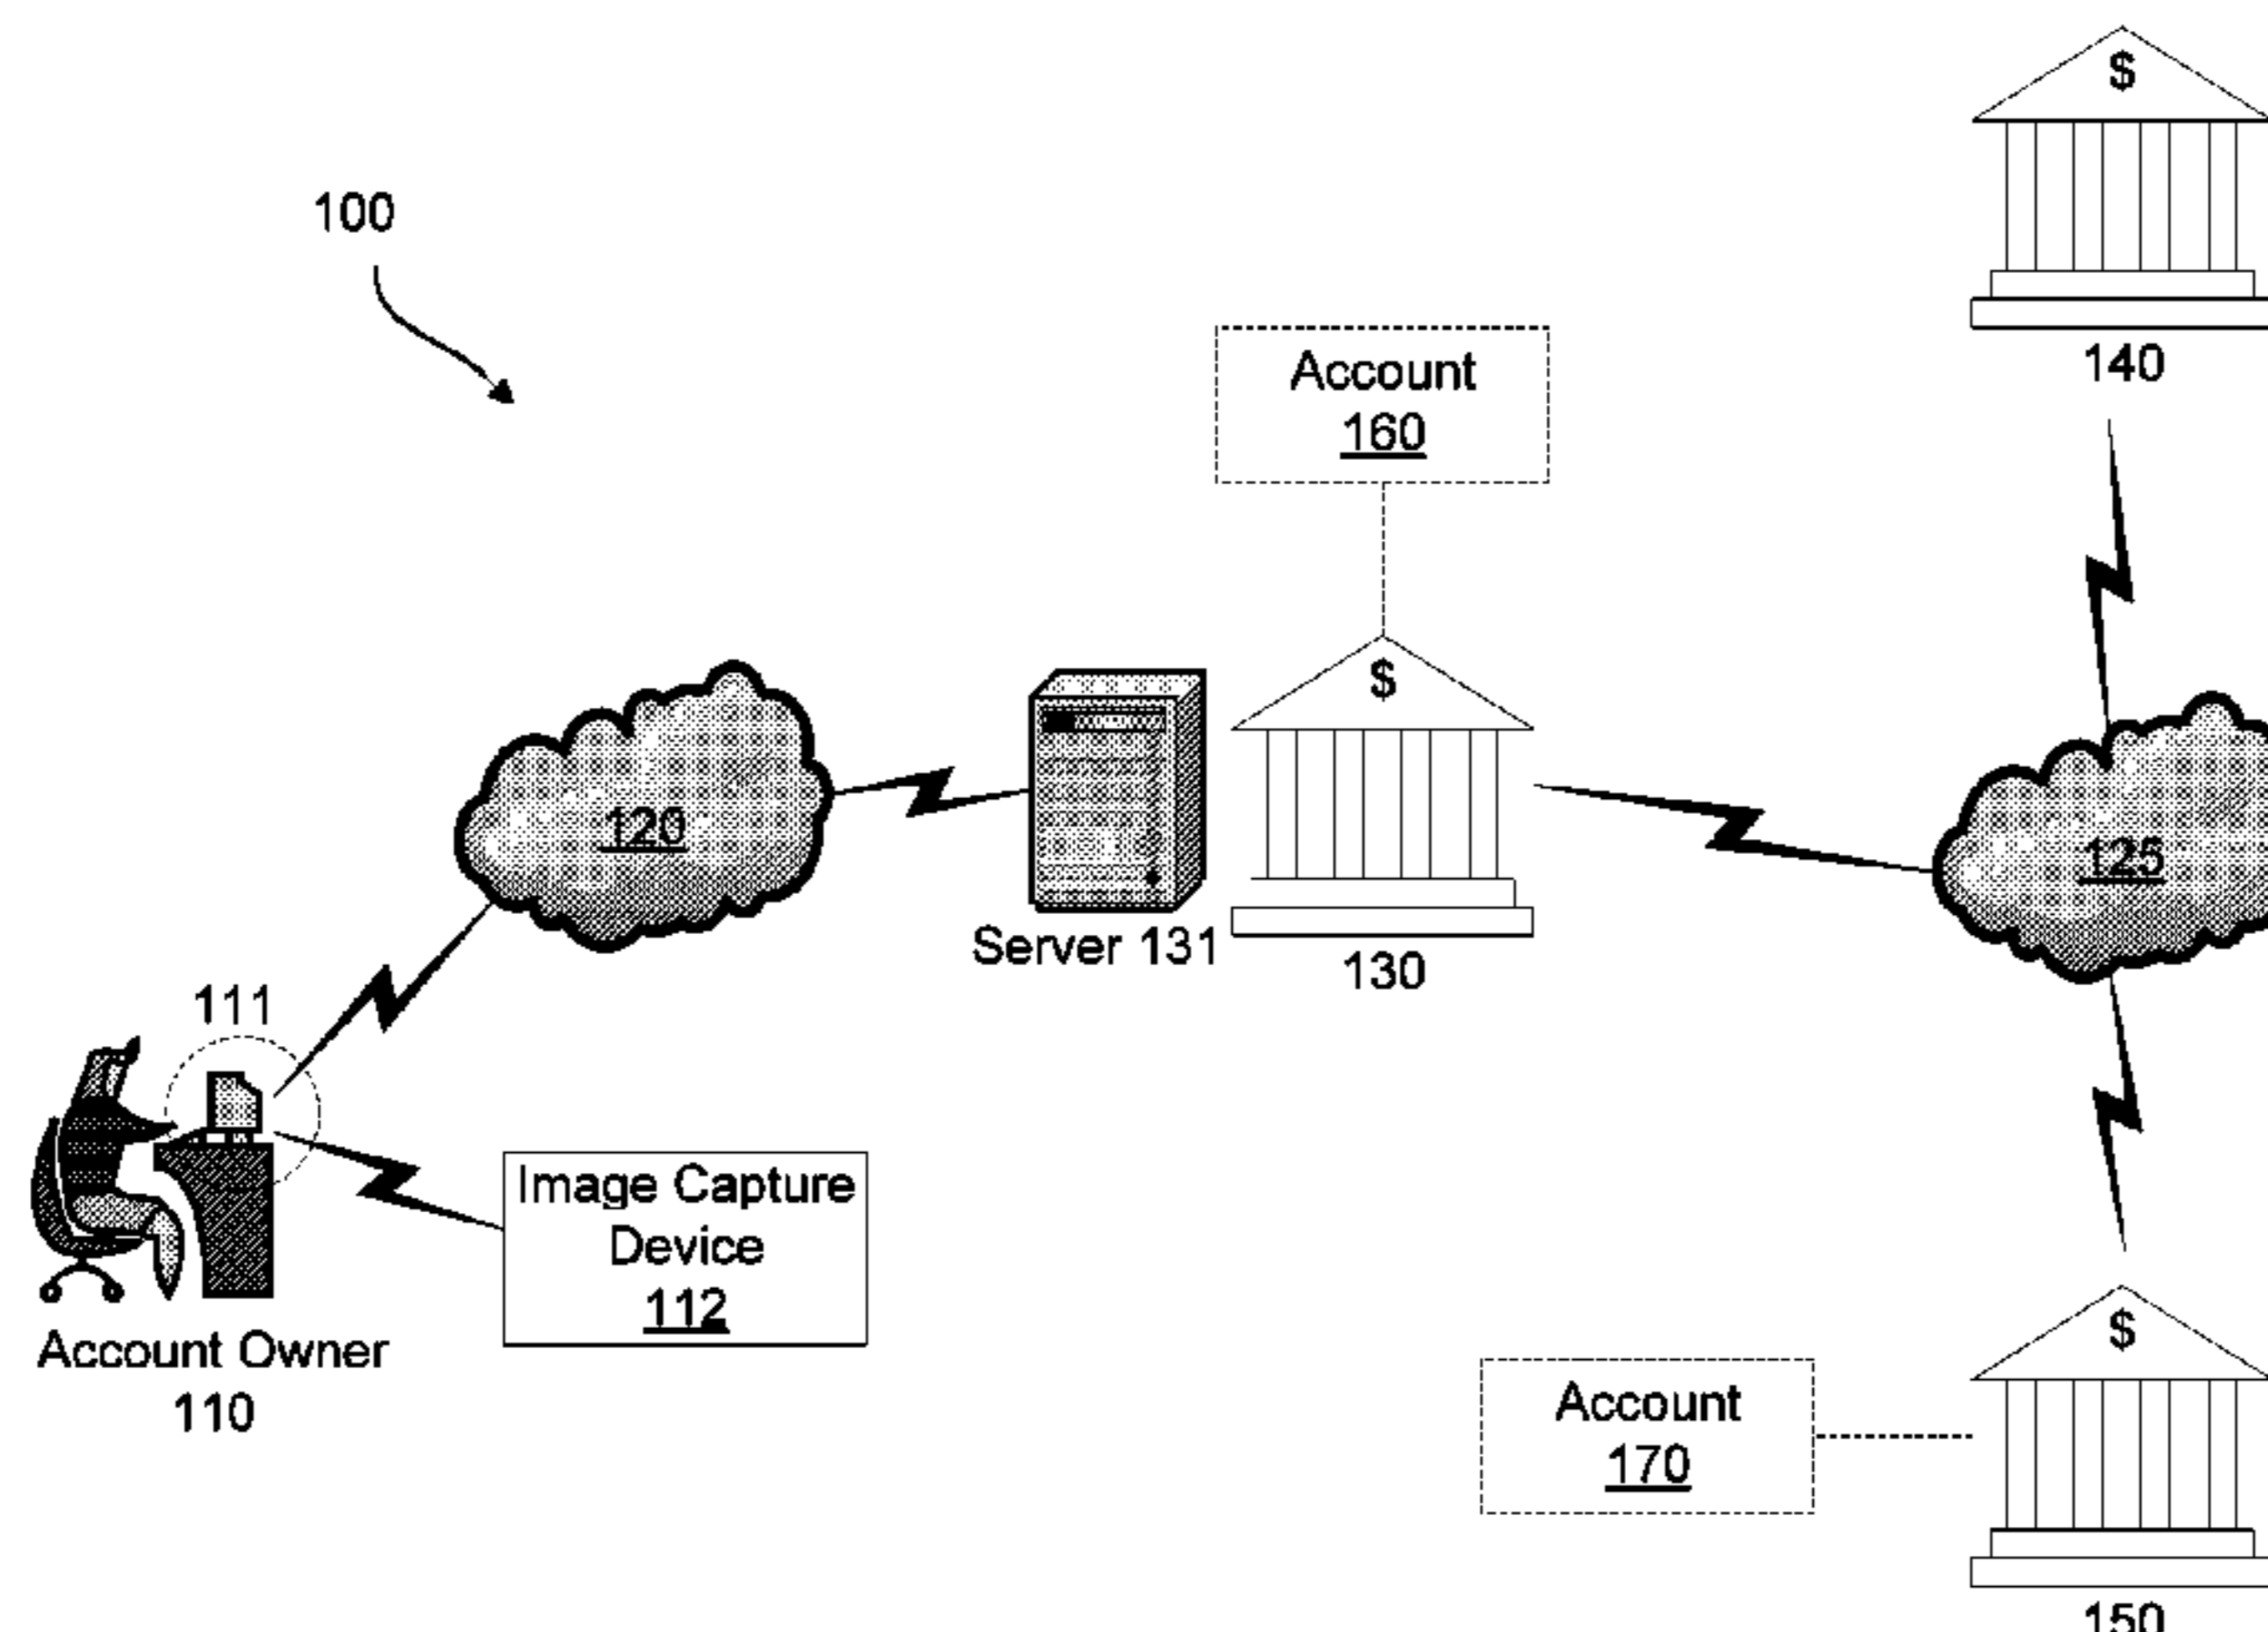 $
100
140
Account
160
$
120
125
Server 131
130
111
Image Capture
Device
112
Account Owner
110
$
Account
170
150